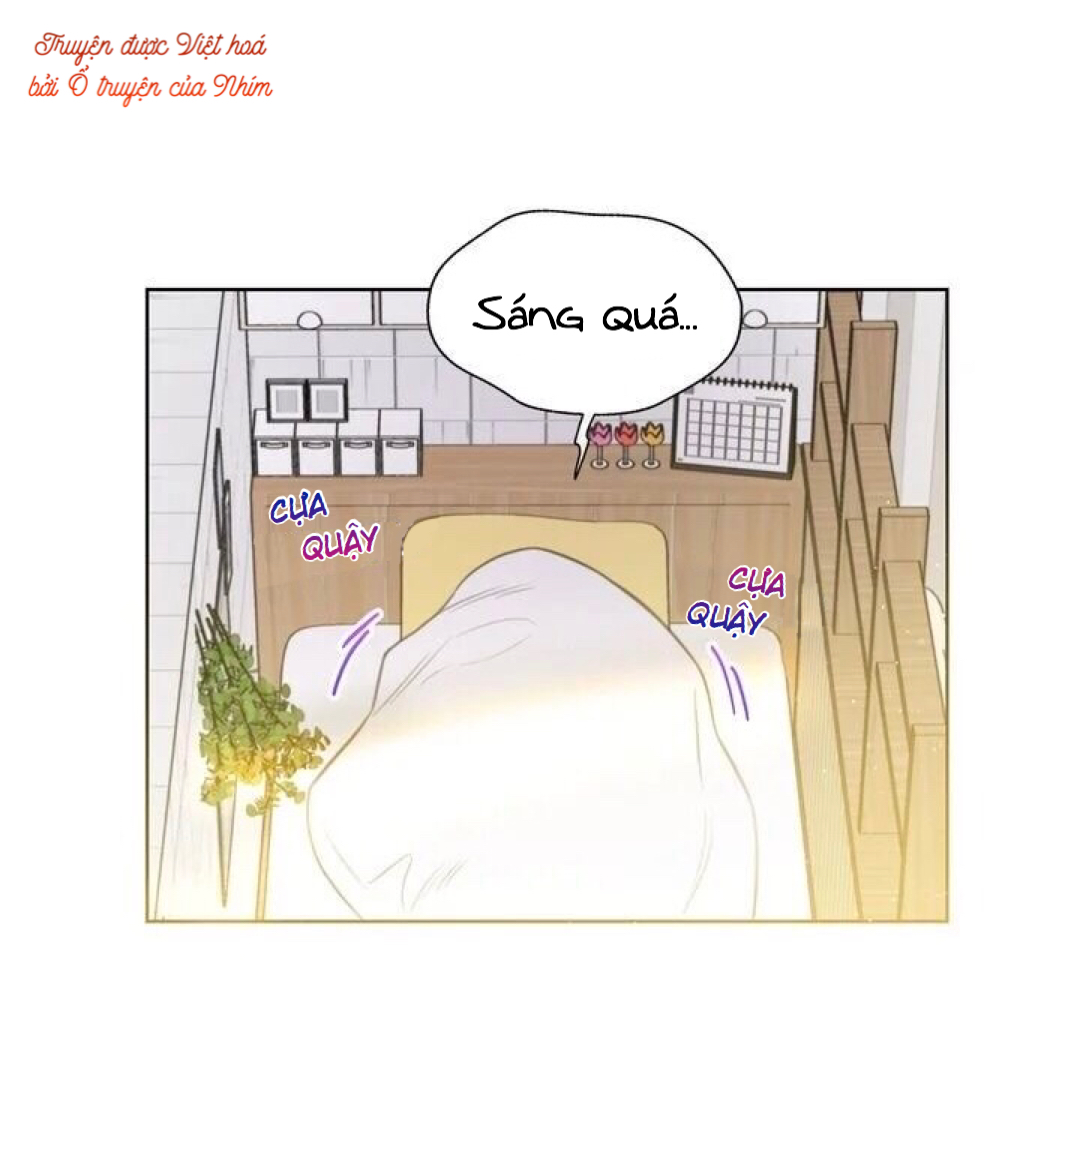 Truyện được Việt hoá
bởi Ổ truyện của Nhím
Sáng quá...
CỰA
QUẬY
CỰA
QUẬY